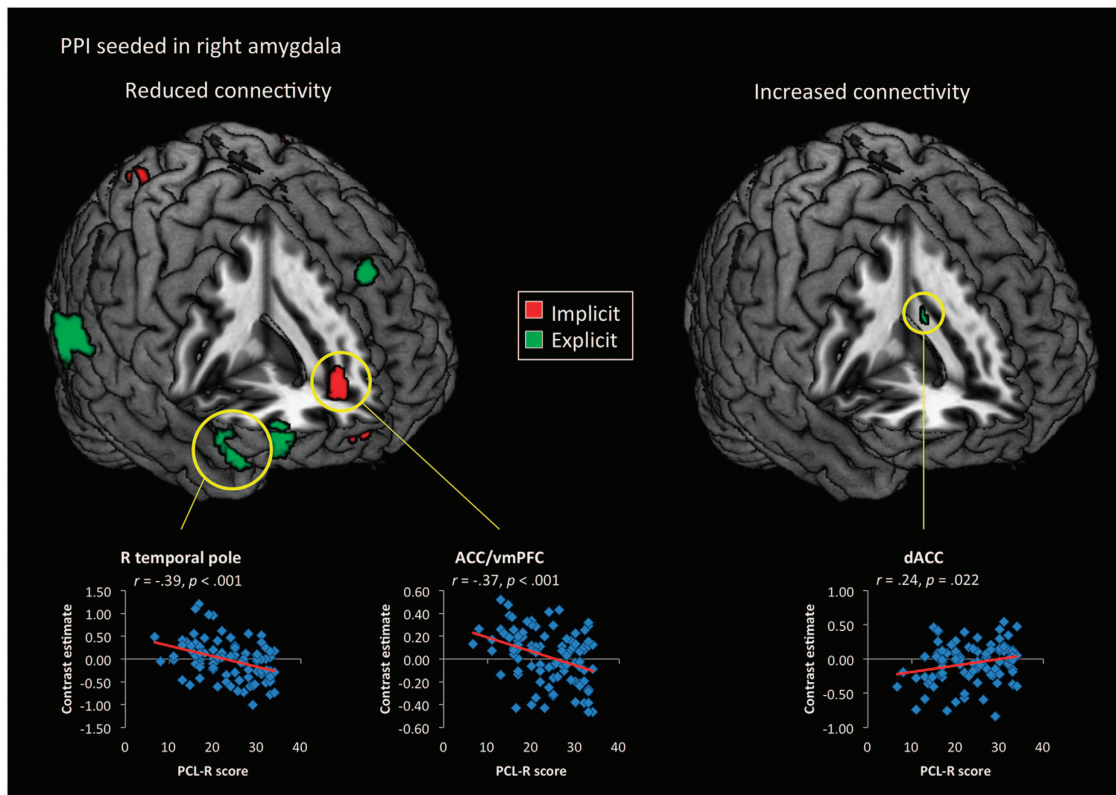 PPI seeded in right amygdala
Reduced connectivity
Increased connectivity
Implicit
Explicit
R temporal pole
r = -.39, p < .001
1.50
1.00
0.50
0.00
-0.50
-1.00
-1.50
Contrast estimate
0 10 20 30 40
PCL-R score
ACC/vmPFC
r = -.37, p < .001
0.60
0.40
0.20
0.00
-0.20
-0.40
-0.60
Contrast estimate
0 10 20 30 40
PCL-R score
dACC
r = .24, p = .022
1.00
0.50
0.00
-0.50
-1.00
Contrast estimate
0 10 20 30 40
PCL-R score